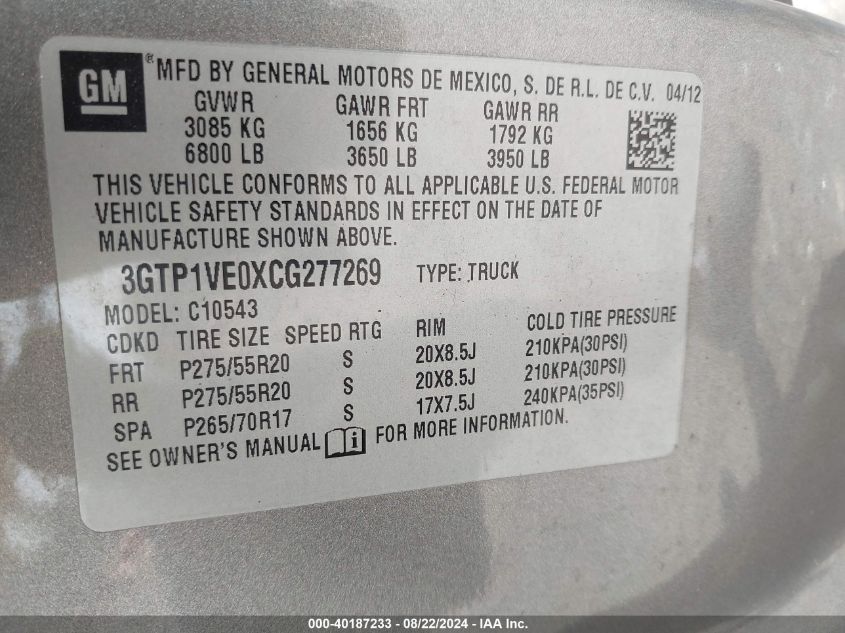 GM ® MFD BY GENERAL MOTORS DE MEXICO, S. DE R.L. DE C.V. 04/12
GVWR GAWR FRT GAWR RR
3085 KG 1656 KG 1792 KG
6800 LB 3650 LB 3950 LB
THIS VEHICLE CONFORMS TO ALL APPLICABLE U.S. FEDERAL MOTOR
VEHICLE SAFETY STANDARDS IN EFFECT ON THE DATE OF
MANUFACTURE SHOWN ABOVE.
3GTP1VE0XCG277269 TYPE: TRUCK
MODEL: C10543
CDKD TIRE SIZE SPEED RTG RIM COLD TIRE PRESSURE
FRT P275/55R20 S 20X8.5J 210KPA(30PSI)
RR P275/55R20 S 20X8.5J 210KPA(30PSI)
SPA P265/70R17 S 17X7.5J 240KPA(35PSI)
SEE OWNER'S MANUAL i FOR MORE INFORMATION.
000-40187233 - 08/22/2024 - IAA Inc.